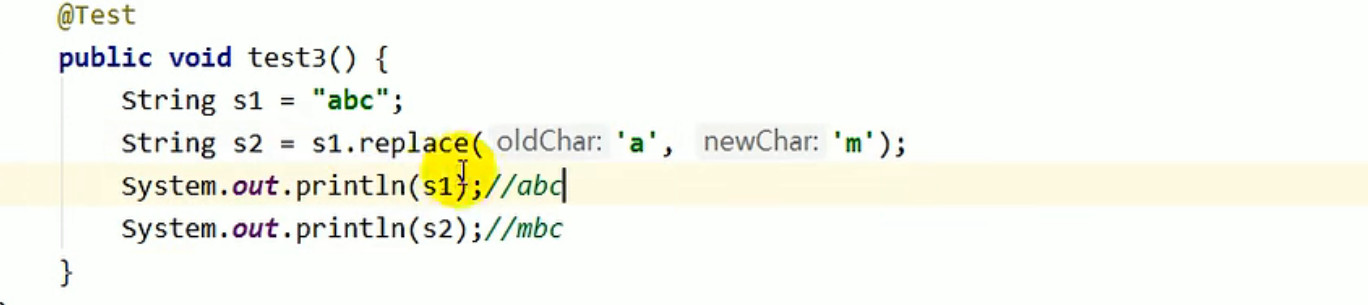 @Test
public void test3() {
String s1 = "abc";
String s2 = s1.replace( oldChar: 'a', newChar: 'm');
System.out.println(s1);//abc
System.out.println(s2);//mbc
}